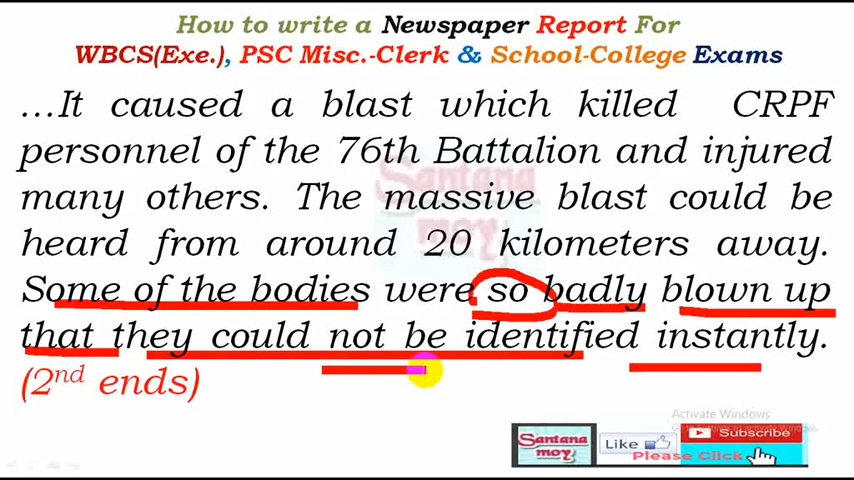 How to write a Newspaper Report For
WBCS(Exe.), PSC Misc.-Clerk & School-College Exams
...It caused a blast which killed CRPF
personnel of the 76th Battalion and injured
many others. The massive blast could be
heard from around 20 kilometers away.
Some of the bodies were so badly blown up
that they could not be identified instantly.
(2nd ends)
Santana
moy
Activate Windows
Santana
moy
Like
Subscribe
Please Click